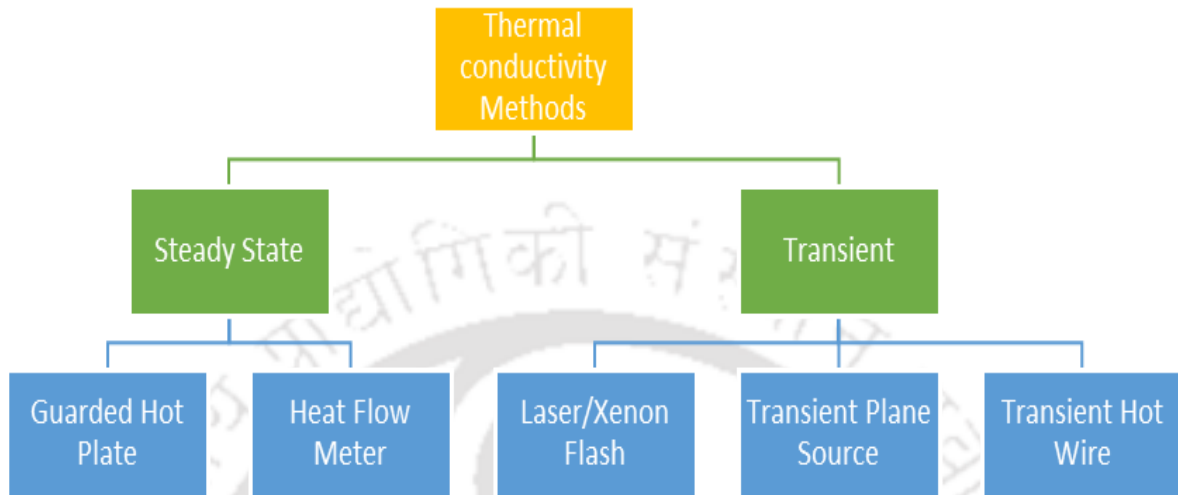 Thermal
conductivity
Methods
Steady State
Transient
Guarded Hot
Plate
Heat Flow
Meter
Laser/Xenon
Flash
Transient Plane
Source
Transient Hot
Wire